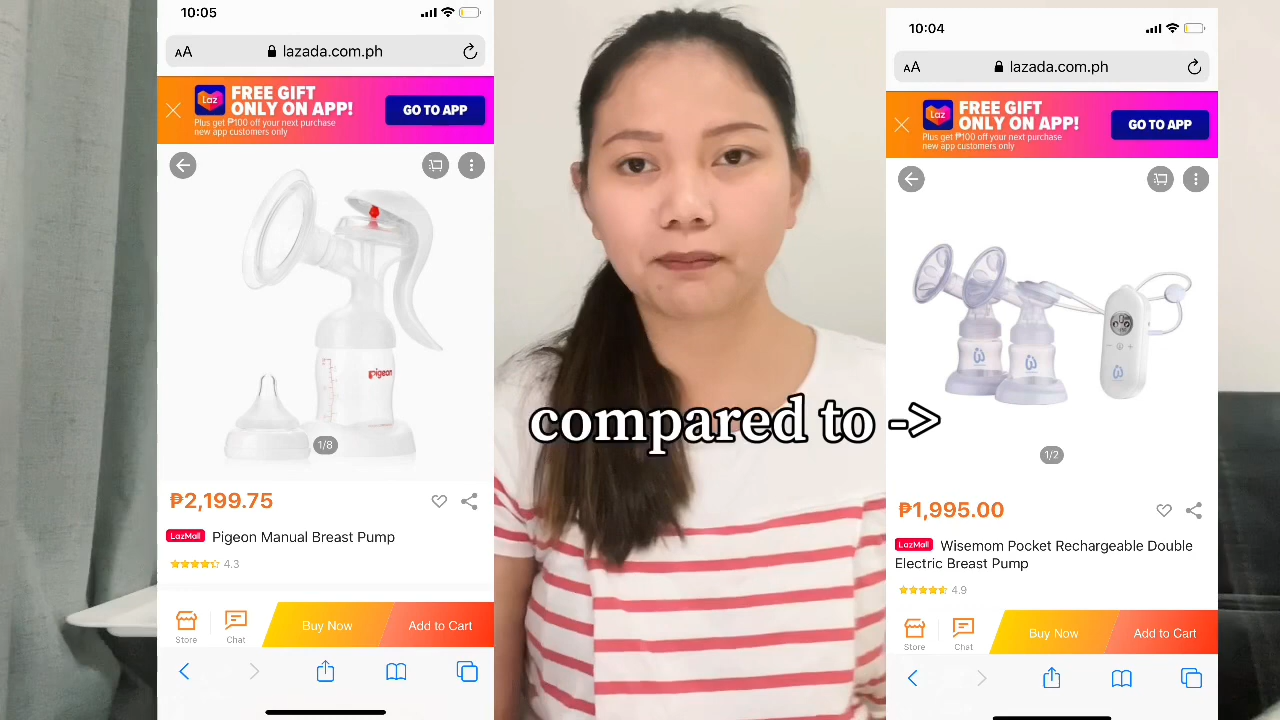 10:05
AA lazada.com.ph
Laz
FREE GIFT
ONLY ON APP!
Plus get ₱100 off your next purchase
new app customers only
GO TO APP
pigeon
1/8
₱2,199.75
LazMall Pigeon Manual Breast Pump
4.3
Store
Chat
Buy Now
Add to Cart
compared to ->
10:04
AA lazada.com.ph
Laz
FREE GIFT
ONLY ON APP!
Plus get ₱100 off your next purchase
new app customers only
GO TO APP
1/2
₱1,995.00
LazMall Wisemom Pocket Rechargeable Double
Electric Breast Pump
4.9
Store
Chat
Buy Now
Add to Cart